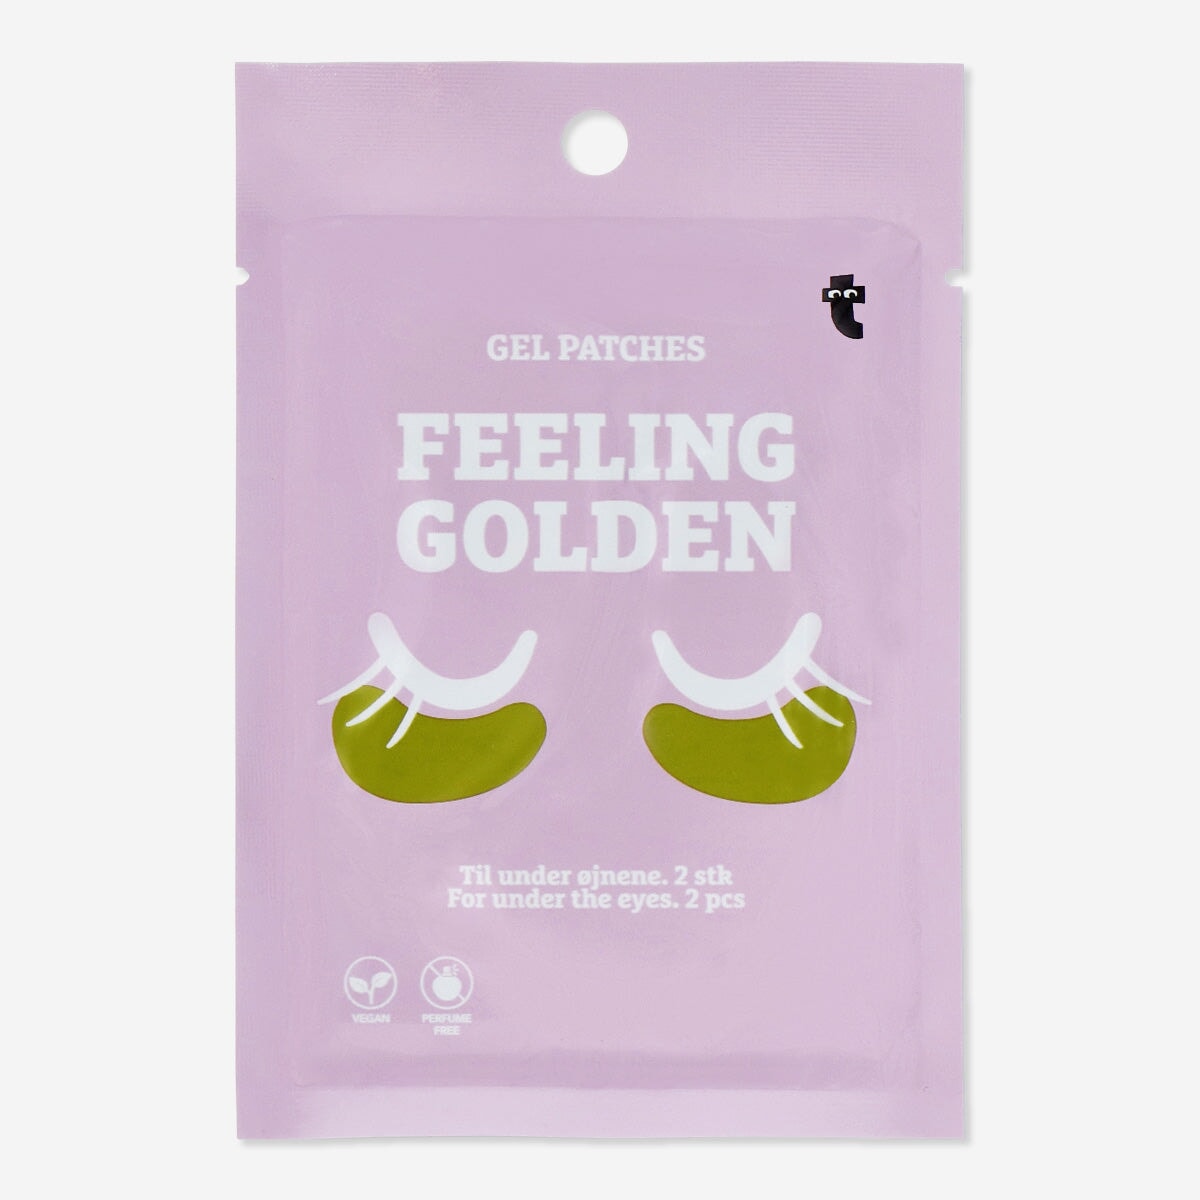 t
GEL PATCHES
FEELING
GOLDEN
Til under øjnene. 2 stk
For under the eyes. 2 pcs
VEGAN
PERFUME
FREE